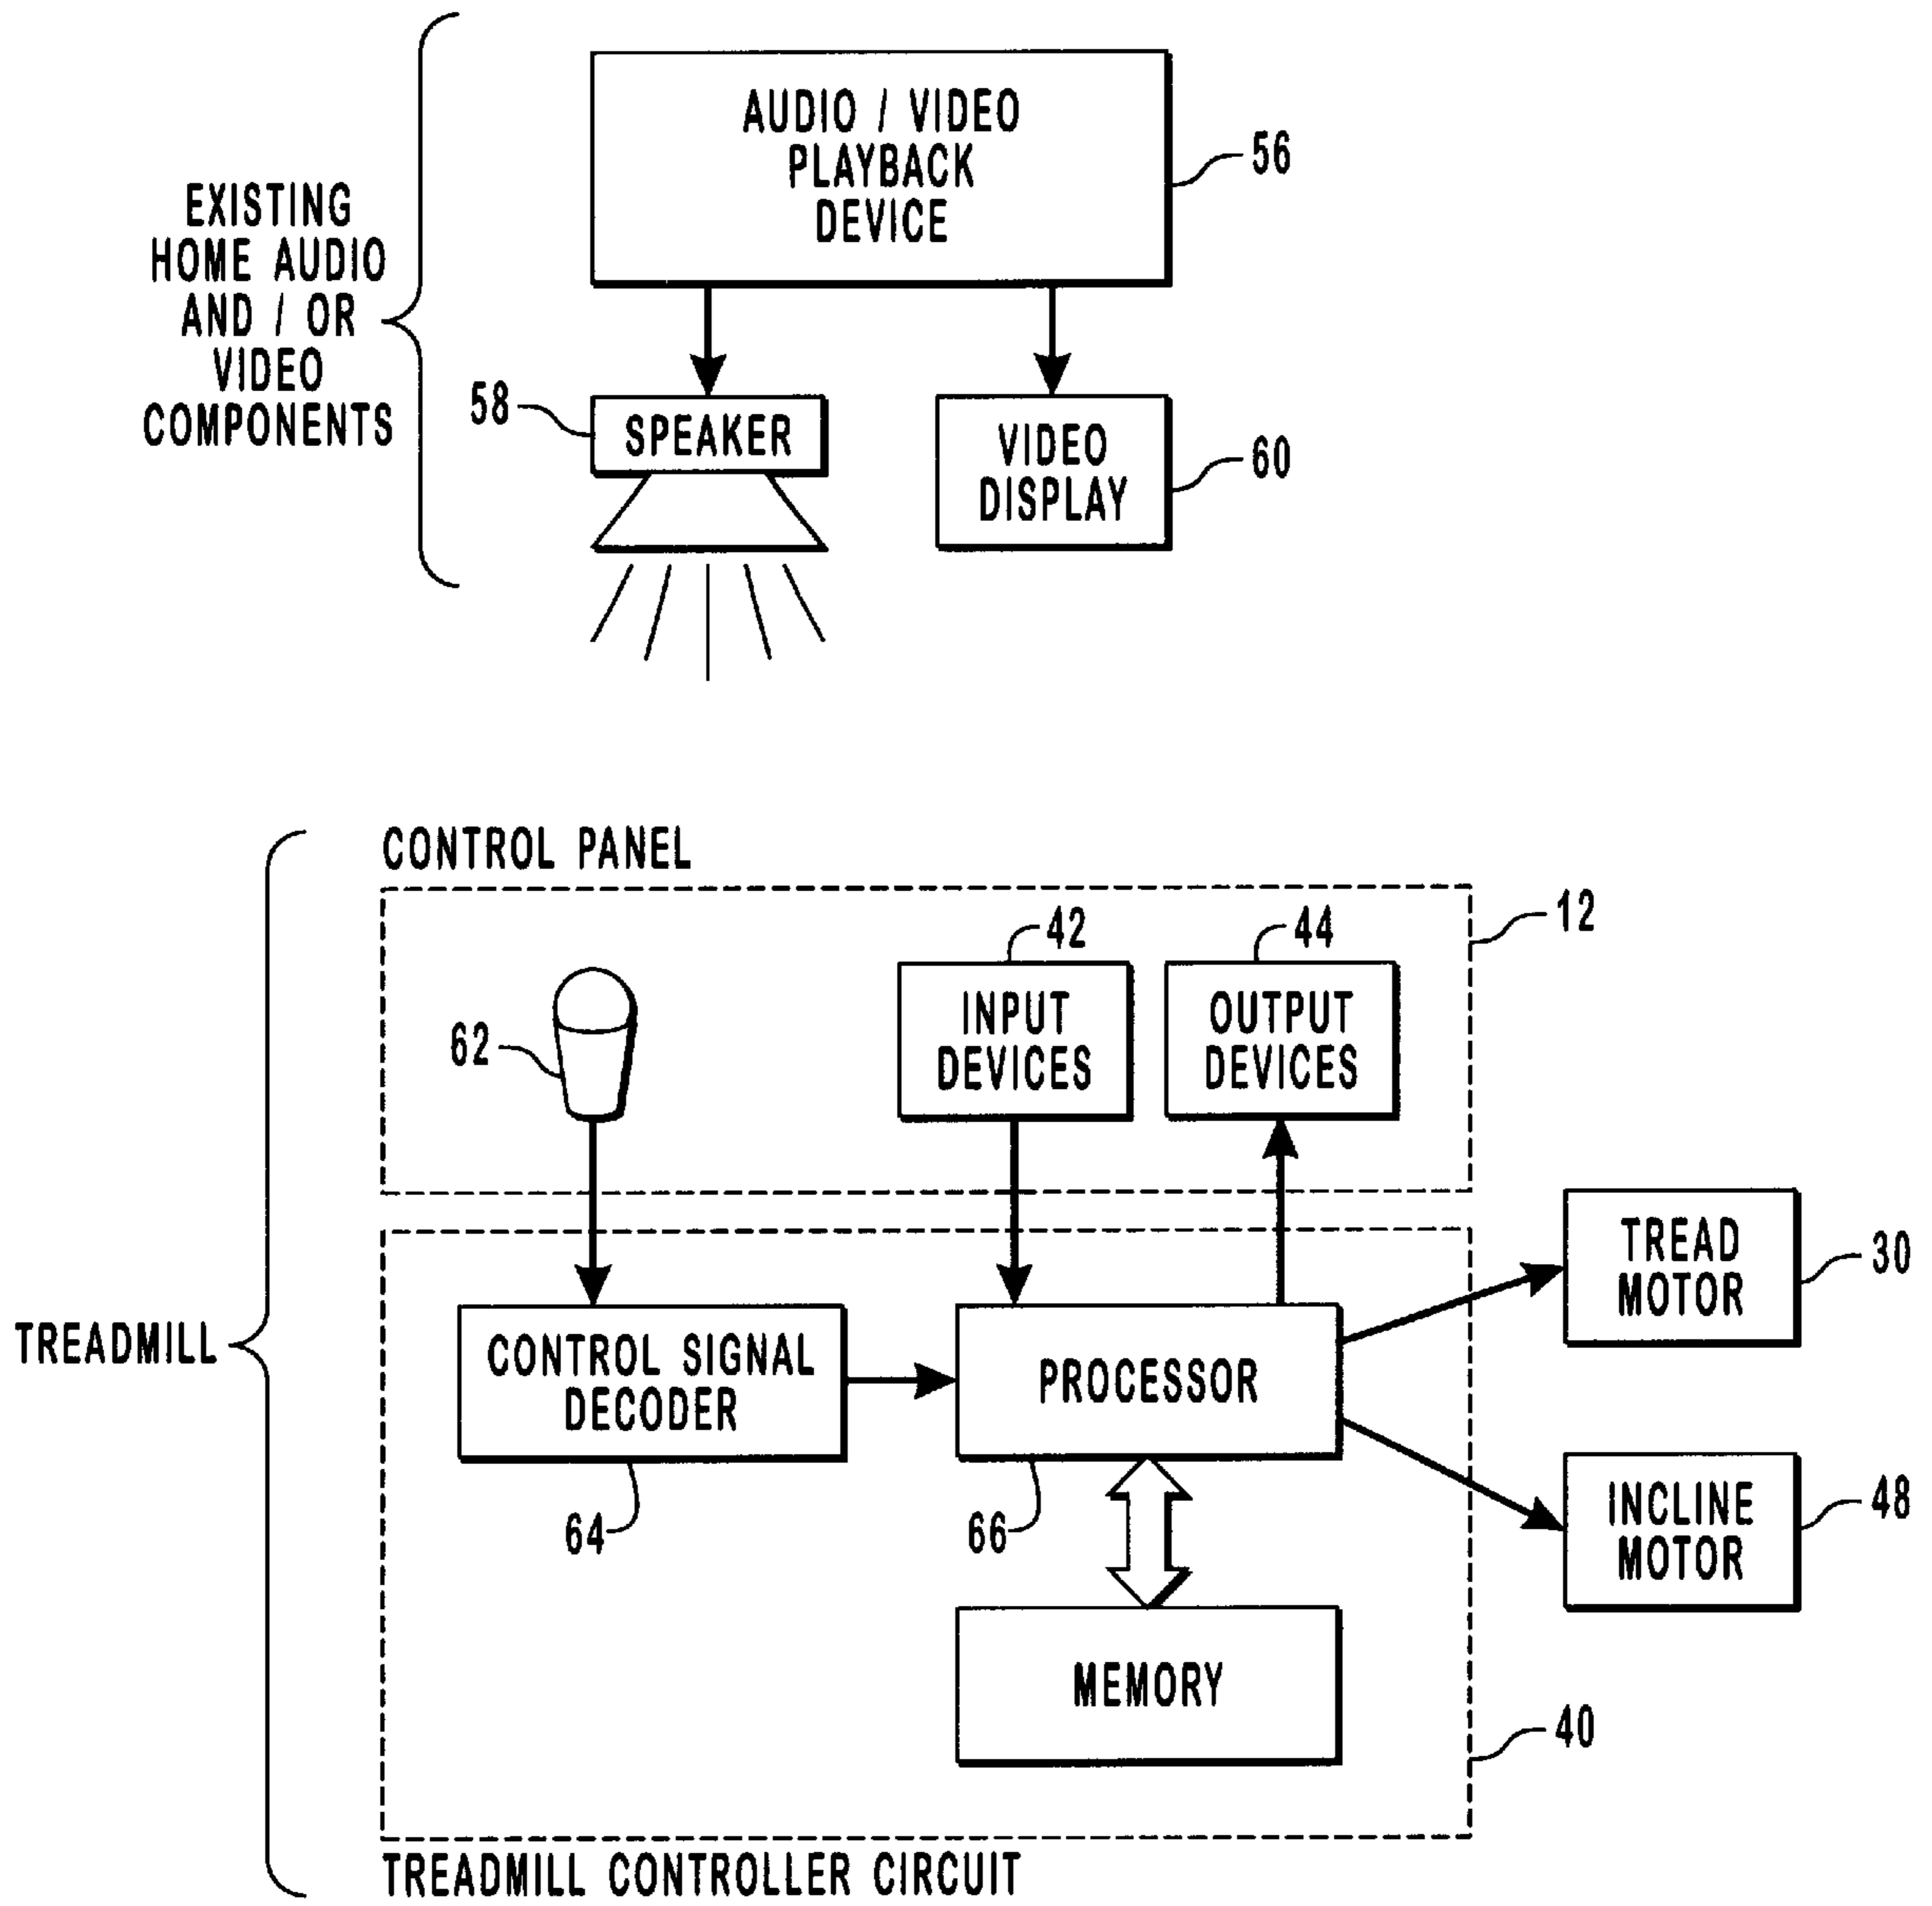 AUDIO / VIDEO
PLAYBACK
DEVICE
56
EXISTING
HOME AUDIO
AND / OR
VIDEO
COMPONENTS
58
SPEAKER
VIDEO
DISPLAY
60
CONTROL PANEL
12
42
44
62
INPUT
DEVICES
OUTPUT
DEVICES
TREAD
MOTOR
30
TREADMILL
CONTROL SIGNAL
DECODER
PROCESSOR
64
66
INCLINE
MOTOR
48
MEMORY
40
TREADMILL CONTROLLER CIRCUIT